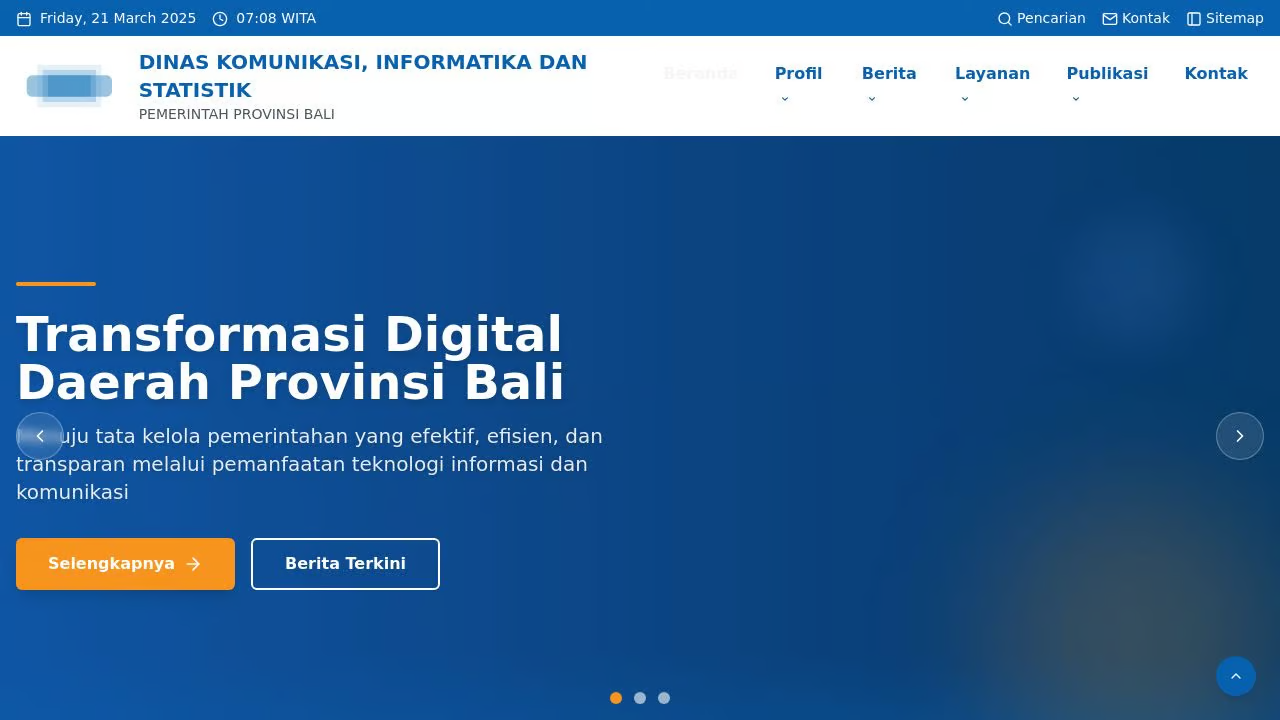 Friday, 21 March 2025
07:08 WITA
Pencarian
Kontak
Sitemap
DINAS KOMUNIKASI, INFORMATIKA DAN
STATISTIK
PEMERINTAH PROVINSI BALI
Beranda
Profil
Berita
Layanan
Publikasi
Kontak
Transformasi Digital
Daerah Provinsi Bali
tata kelola pemerintahan yang efektif, efisien, dan
transparan melalui pemanfaatan teknologi informasi dan
komunikasi
Selengkapnya
Berita Terkini